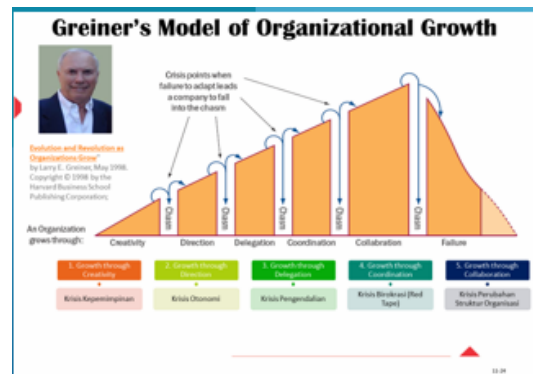 Greiner's Model of Organizational Growth
Crisis points when
failure to adapt leads
a company to fall
into the chasm
Evolution and Revolution as
Organizations Grow"
by Larry E. Greiner, May 1998.
Copyright © 1998 by the
Harvard Business School
Publishing Corporation;
Chasm
Chasm
Chasm
Chasm
Chasm
An Organization
grows through:
Creativity
Direction
Delegation
Coordination
Collabration
Failure
1. Growth through
Creativity
2. Growth through
Direction
3. Growth through
Delegation
4. Growth through
Coordination
5. Growth through
Collaboration
Krisis Kepemimpinan
Krisis Otonomi
Krisis Pengendalian
Krisis Birokrasi (Red
Tape)
Krisis Perubahan
Struktur Organisasi